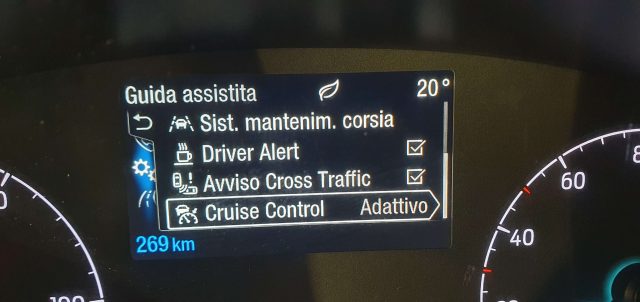 Guida assistita 20°
Sist. mantenim. corsia
Driver Alert
Avviso Cross Traffic
Cruise Control Adattivo
269 km
60
40